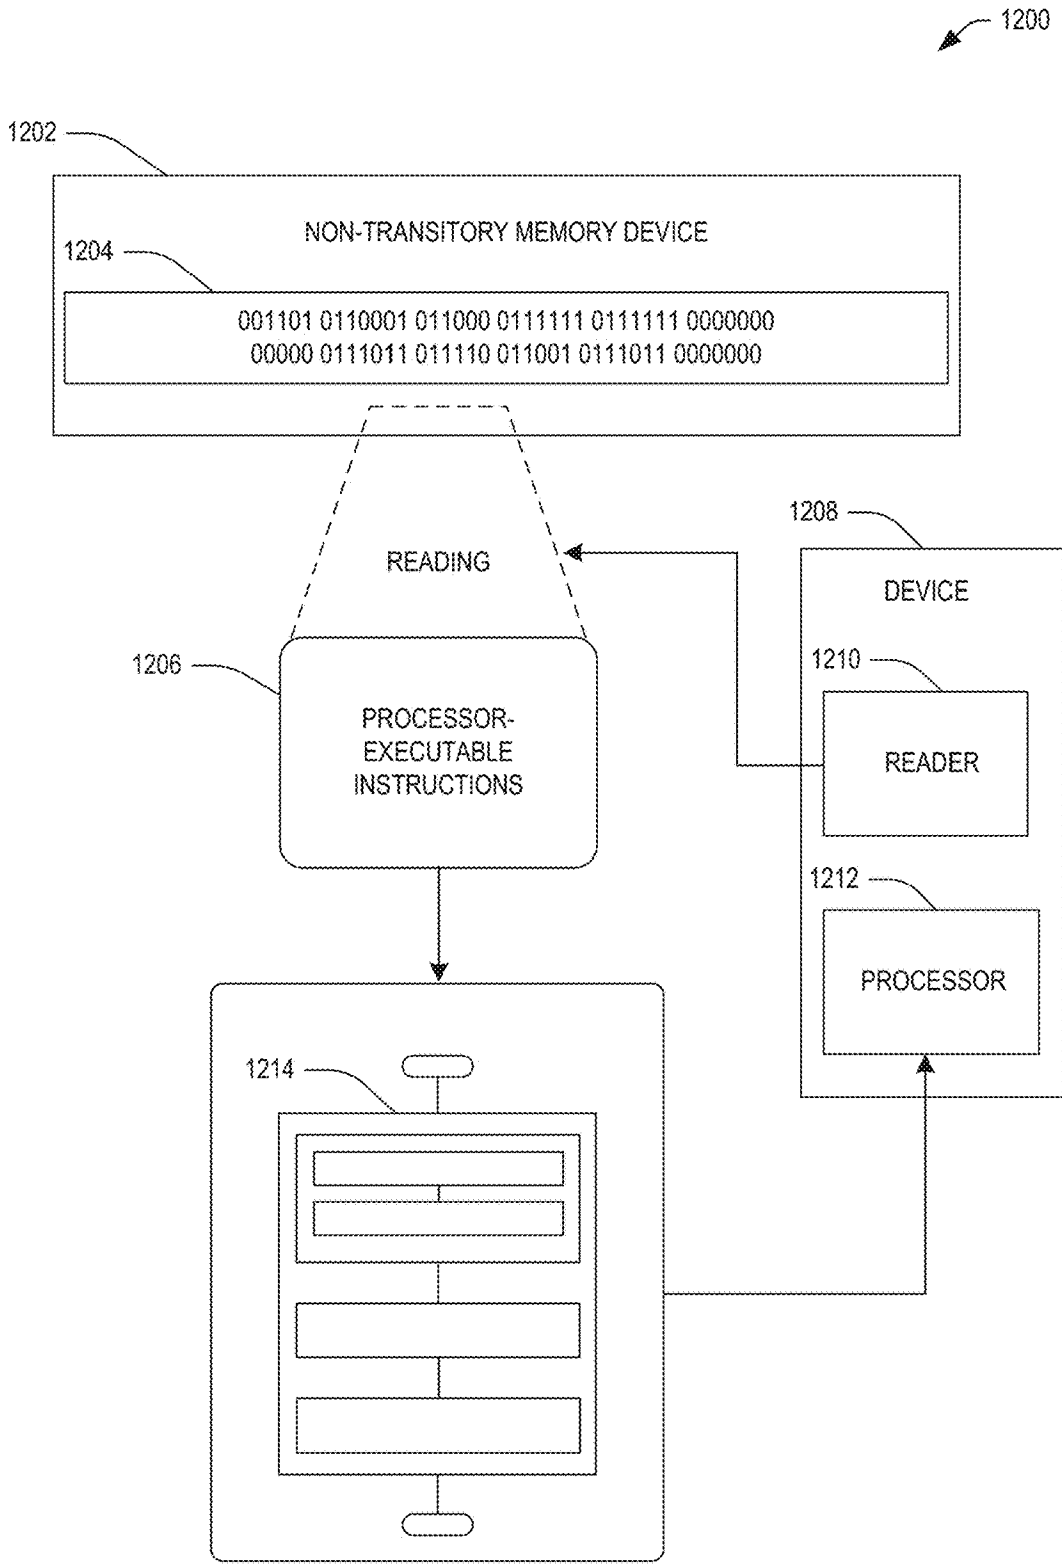 1200
1202
NON-TRANSITORY MEMORY DEVICE
1204
001101 0110001 011000 0111111 0111111 0000000
00000 0111011 011110 011001 0111011 0000000
1208
DEVICE
READING
1206
1210
PROCESSOR-
EXECUTABLE
INSTRUCTIONS
READER
1212
PROCESSOR
1214